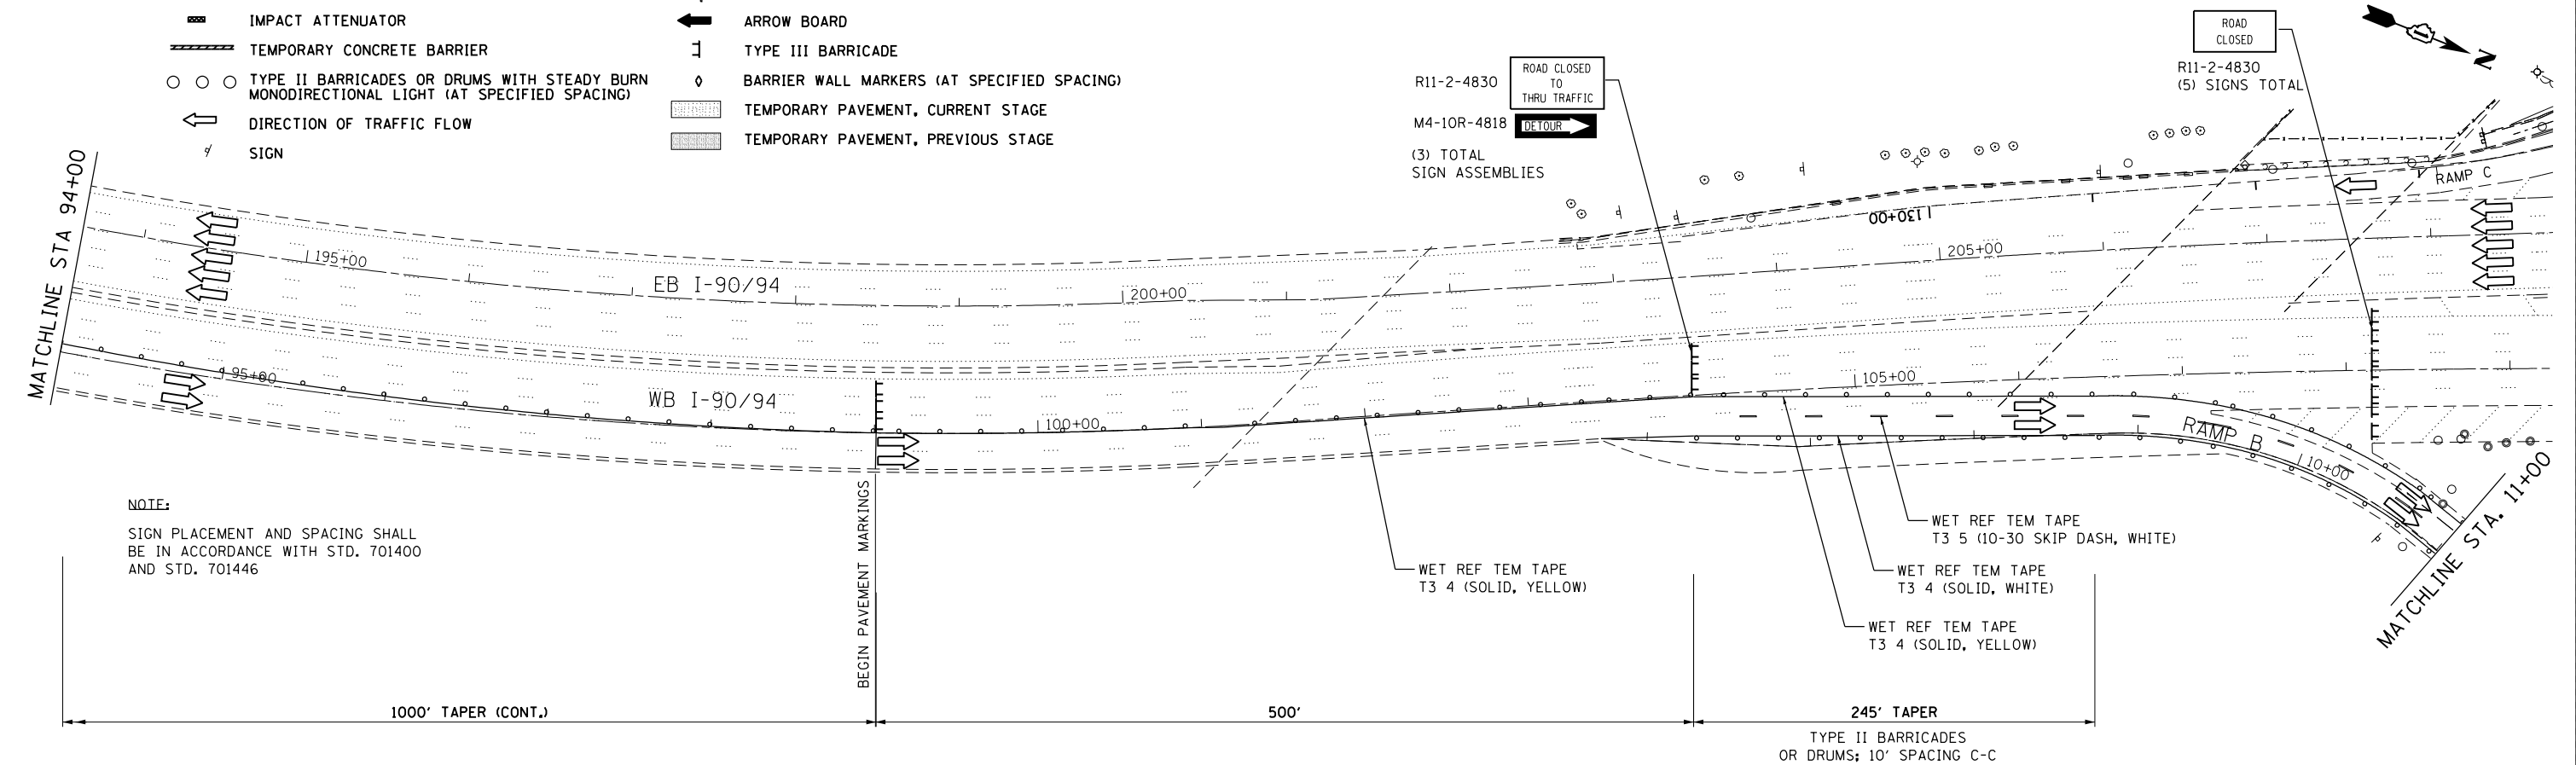 IMPACT ATTENUATOR
TEMPORARY CONCRETE BARRIER
TYPE II BARRICADES OR DRUMS WITH STEADY BURN
MONODIRECTIONAL LIGHT (AT SPECIFIED SPACING)
DIRECTION OF TRAFFIC FLOW
SIGN
ARROW BOARD
TYPE III BARRICADE
BARRIER WALL MARKERS (AT SPECIFIED SPACING)
TEMPORARY PAVEMENT, CURRENT STAGE
TEMPORARY PAVEMENT, PREVIOUS STAGE
R11-2-4830
ROAD CLOSED
TO
THRU TRAFFIC
M4-10R-4818
DETOUR
(3) TOTAL
SIGN ASSEMBLIES
ROAD
CLOSED
R11-2-4830
(5) SIGNS TOTAL
N
MATCHLINE STA 94+00
195+00
EB I-90/94
200+00
130+00
205+00
RAMP C
95+00
WB I-90/94
100+00
105+00
RAMP B
10+00
MATCHLINE STA. 11+00
NOTE:
SIGN PLACEMENT AND SPACING SHALL
BE IN ACCORDANCE WITH STD. 701400
AND STD. 701446
BEGIN PAVEMENT MARKINGS
WET REF TEM TAPE
T3 4 (SOLID, YELLOW)
WET REF TEM TAPE
T3 5 (10-30 SKIP DASH, WHITE)
WET REF TEM TAPE
T3 4 (SOLID, WHITE)
WET REF TEM TAPE
T3 4 (SOLID, YELLOW)
1000' TAPER (CONT.)
500'
245' TAPER
TYPE II BARRICADES
OR DRUMS; 10' SPACING C-C